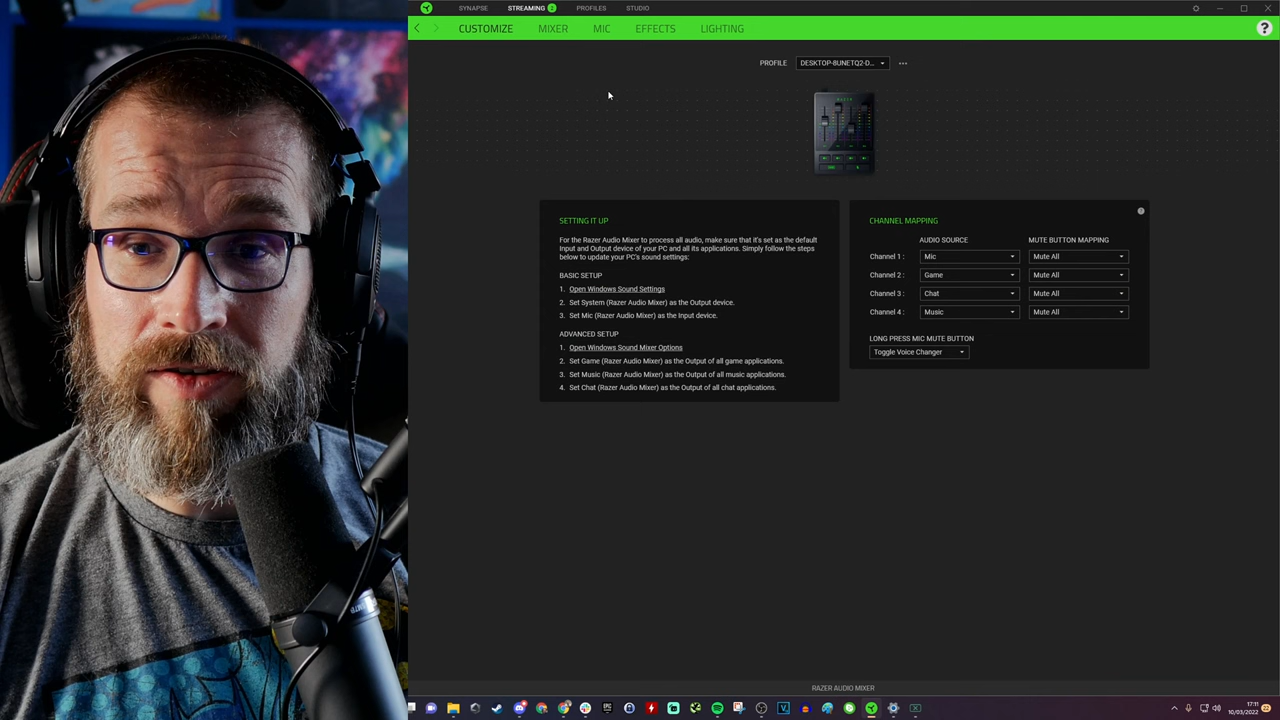 SYNAPSE STREAMING 2 PROFILES STUDIO
CUSTOMIZE MIXER MIC EFFECTS LIGHTING ?
PROFILE DESKTOP-8UNETQ2-D...
SETTING IT UP
For the Razer Audio Mixer to process all audio, make sure that it's set as the default
Input and Output device of your PC and all its applications. Simply follow the steps
below to update your PC's sound settings:
BASIC SETUP
1. Open Windows Sound Settings
2. Set System (Razer Audio Mixer) as the Output device.
3. Set Mic (Razer Audio Mixer) as the Input device.
ADVANCED SETUP
1. Open Windows Sound Mixer Options
2. Set Game (Razer Audio Mixer) as the Output of all game applications.
3. Set Music (Razer Audio Mixer) as the Output of all music applications.
4. Set Chat (Razer Audio Mixer) as the Output of all chat applications.
CHANNEL MAPPING
AUDIO SOURCE MUTE BUTTON MAPPING
Channel 1 : Mic Mute All
Channel 2 : Game Mute All
Channel 3 : Chat Mute All
Channel 4 : Music Mute All
LONG PRESS MIC MUTE BUTTON
Toggle Voice Changer
RAZER AUDIO MIXER
17:11
10/03/2022
22